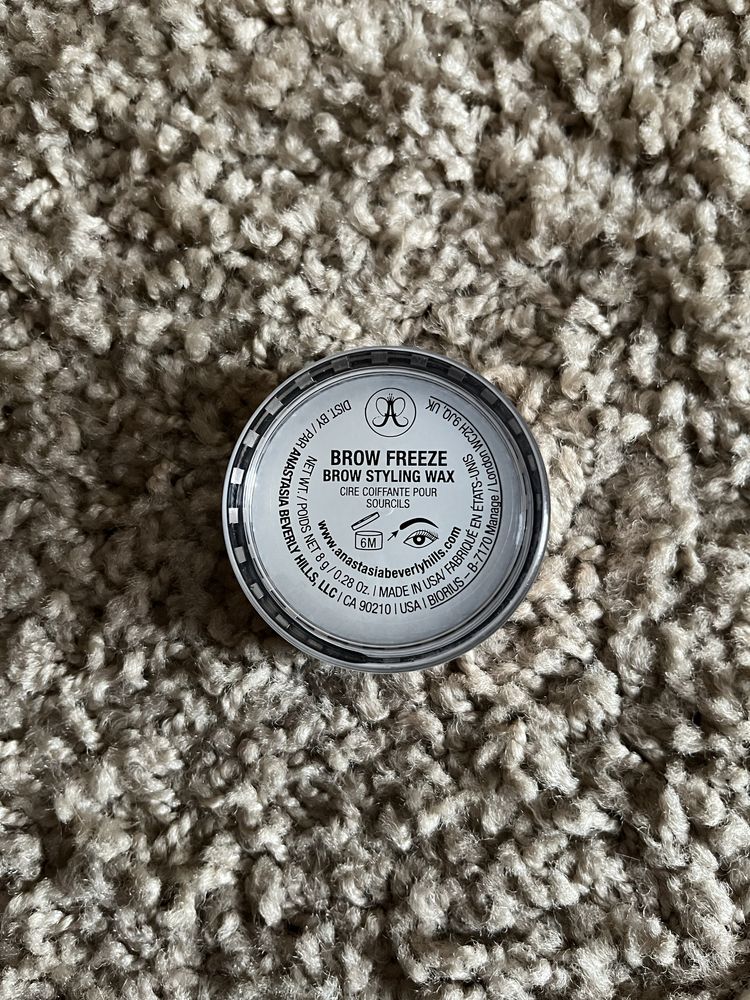 BROW FREEZE
BROW STYLING WAX
CIRE COIFFANTE POUR
SOURCILS
6M
www.anastasiabeverlyhills.com
NET WT. / POIDS NET 8 g / 0.28 Oz. | MADE IN USA/ FABRIQUÉ EN ÉTATS-UNIS
DIST. BY / PAR ANASTASIA BEVERLY HILLS, LLC | CA 90210 | USA | BIORIUS – B-7170 Manage | London WC2H 9JQ, UK